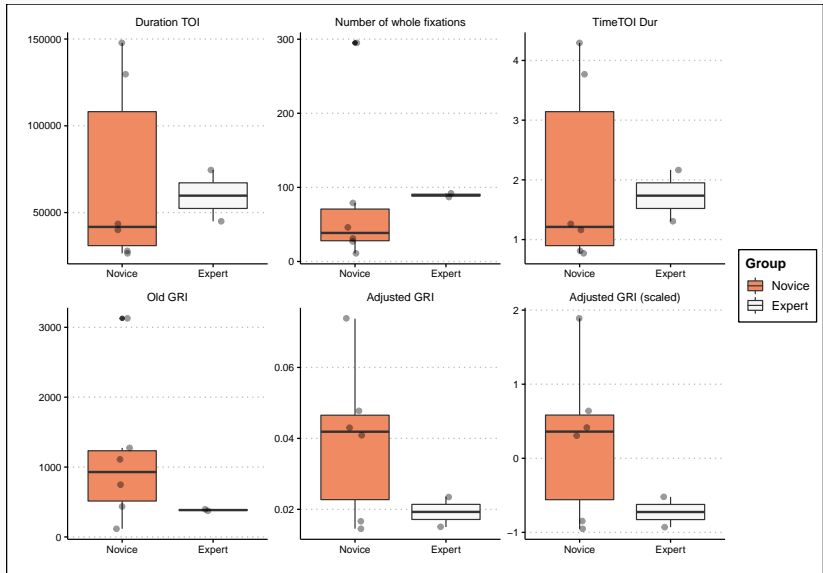 Duration TOI
150000
100000
50000
Novice
Expert
Number of whole fixations
300
200
100
0
Novice
Expert
TimeTOI Dur
4
3
2
1
Novice
Expert
Old GRI
3000
2000
1000
0
Novice
Expert
Adjusted GRI
0.06
0.04
0.02
Novice
Expert
Adjusted GRI (scaled)
2
1
0
−1
Novice
Expert
Group
Novice
Expert